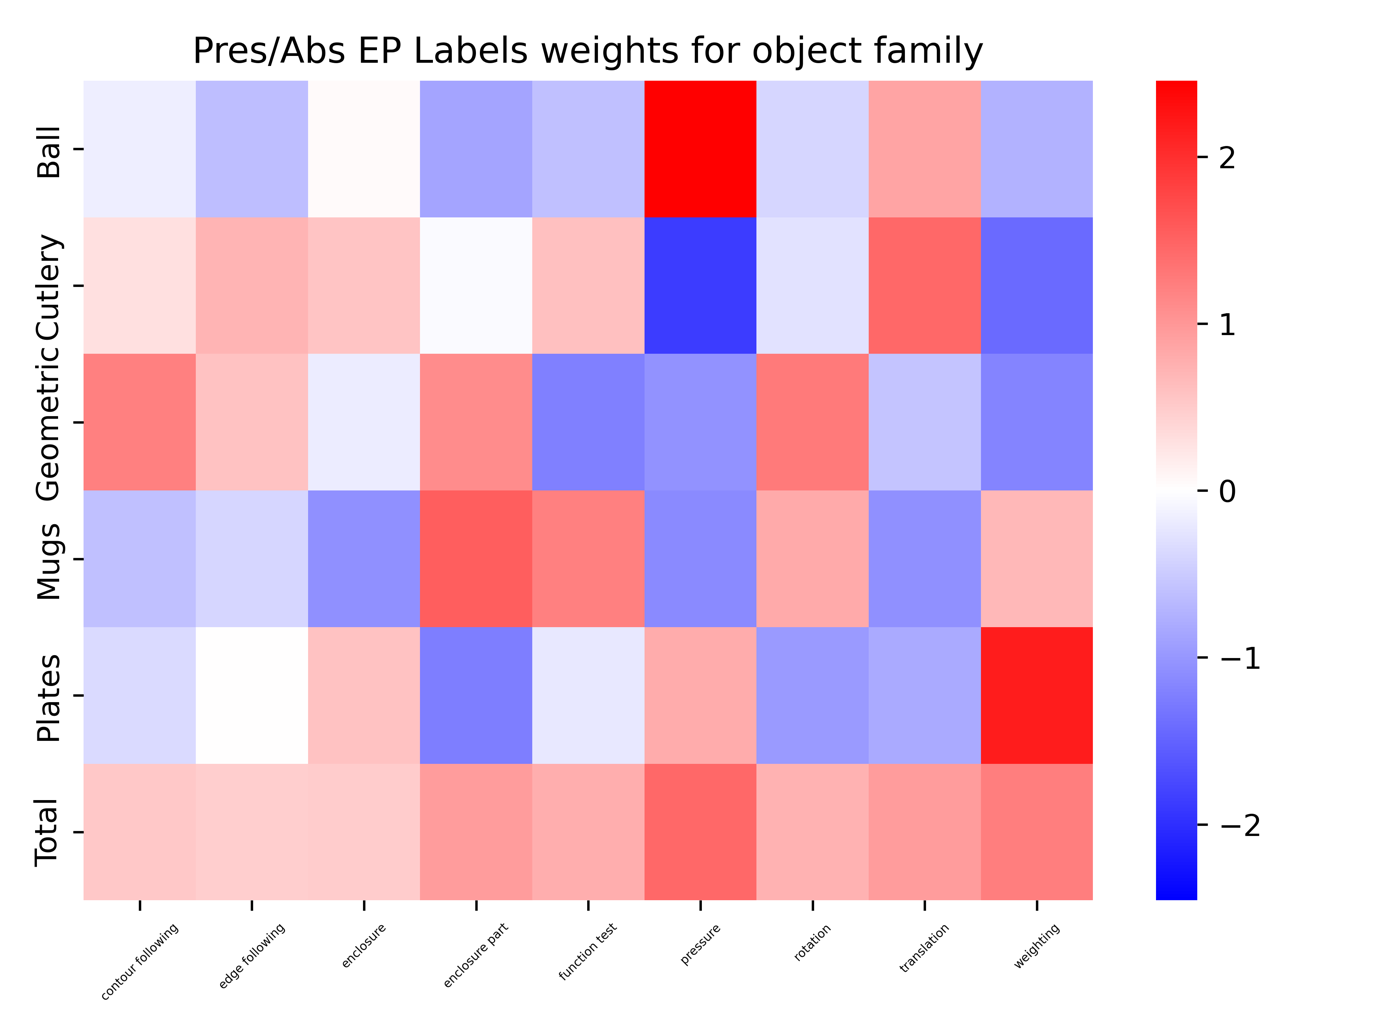 Pres/Abs EP Labels weights for object family
Ball
Cutlery
Geometric
Mugs
Plates
Total
contour following
edge following
enclosure
enclosure part
function test
pressure
rotation
translation
weighting
2
1
0
−1
−2